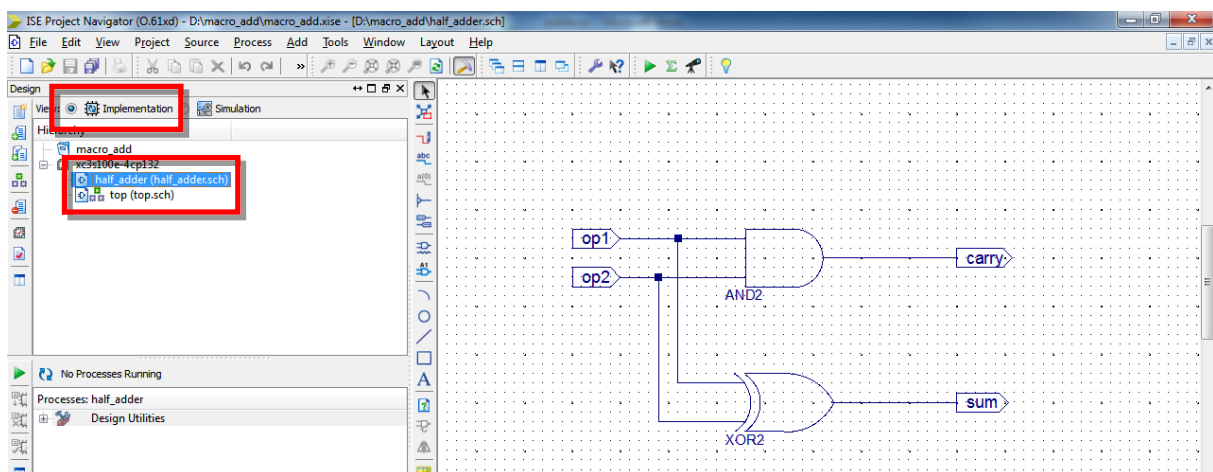 ISE Project Navigator (O.61xd) - D:\macro_add\macro_add.xise - [D:\macro_add\half_adder.sch]
File Edit View Project Source Process Add Tools Window Layout Help
Design
View: Implementation Simulation
Hierarchy
macro_add
xc3s100e-4cp132
half_adder (half_adder.sch)
top (top.sch)
No Processes Running
Processes: half_adder
Design Utilities
abc
A1
A
op1
op2
AND2
carry
XOR2
sum